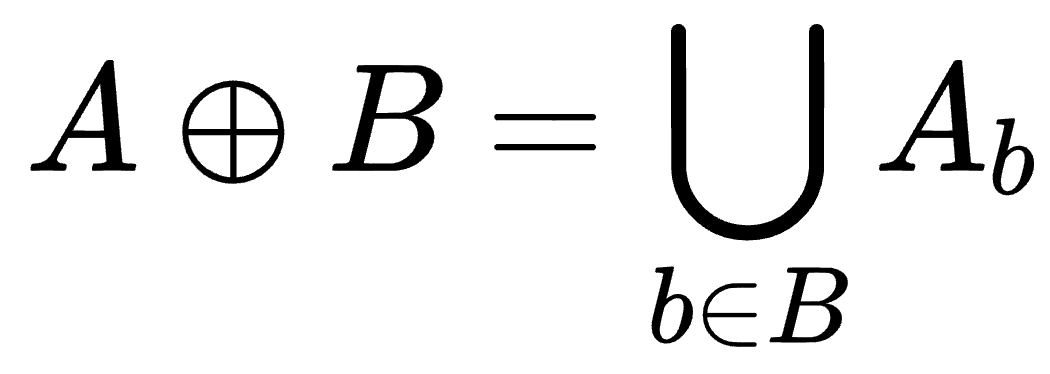 A ⊕ B = ⋃ A_b
b∈B